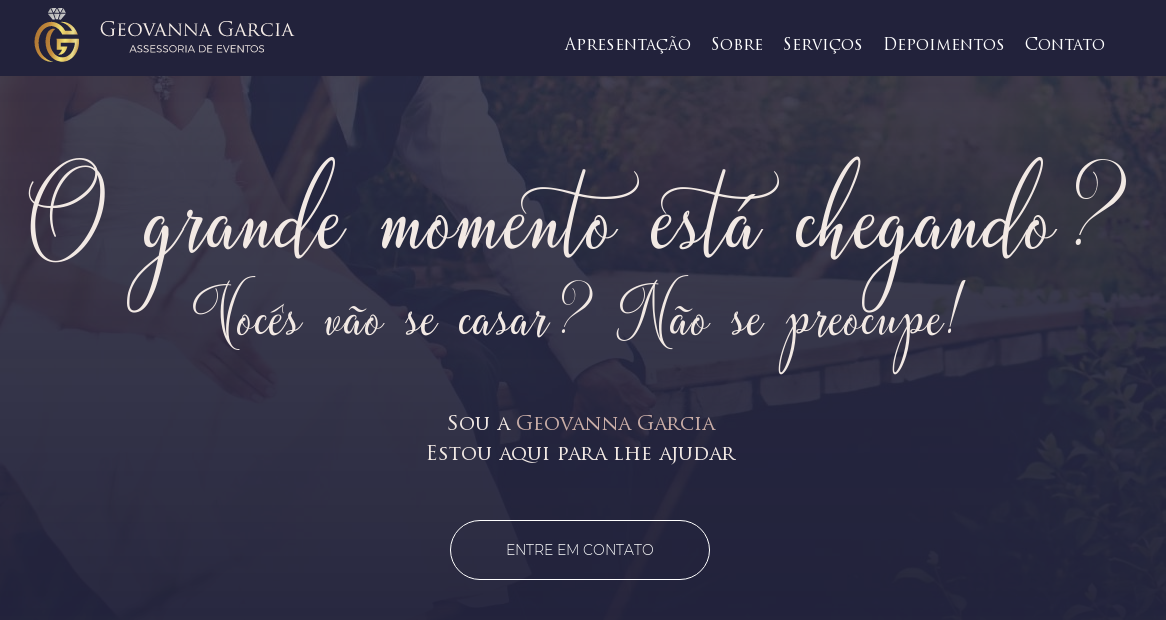 GEOVANNA GARCIA
ASSESSORIA DE EVENTOS
APRESENTAÇÃO SOBRE SERVIÇOS DEPOIMENTOS CONTATO
O grande momento está chegando?
Vocês vão se casar? Não se preocupe!
SOU A GEOVANNA GARCIA
ESTOU AQUI PARA LHE AJUDAR
ENTRE EM CONTATO